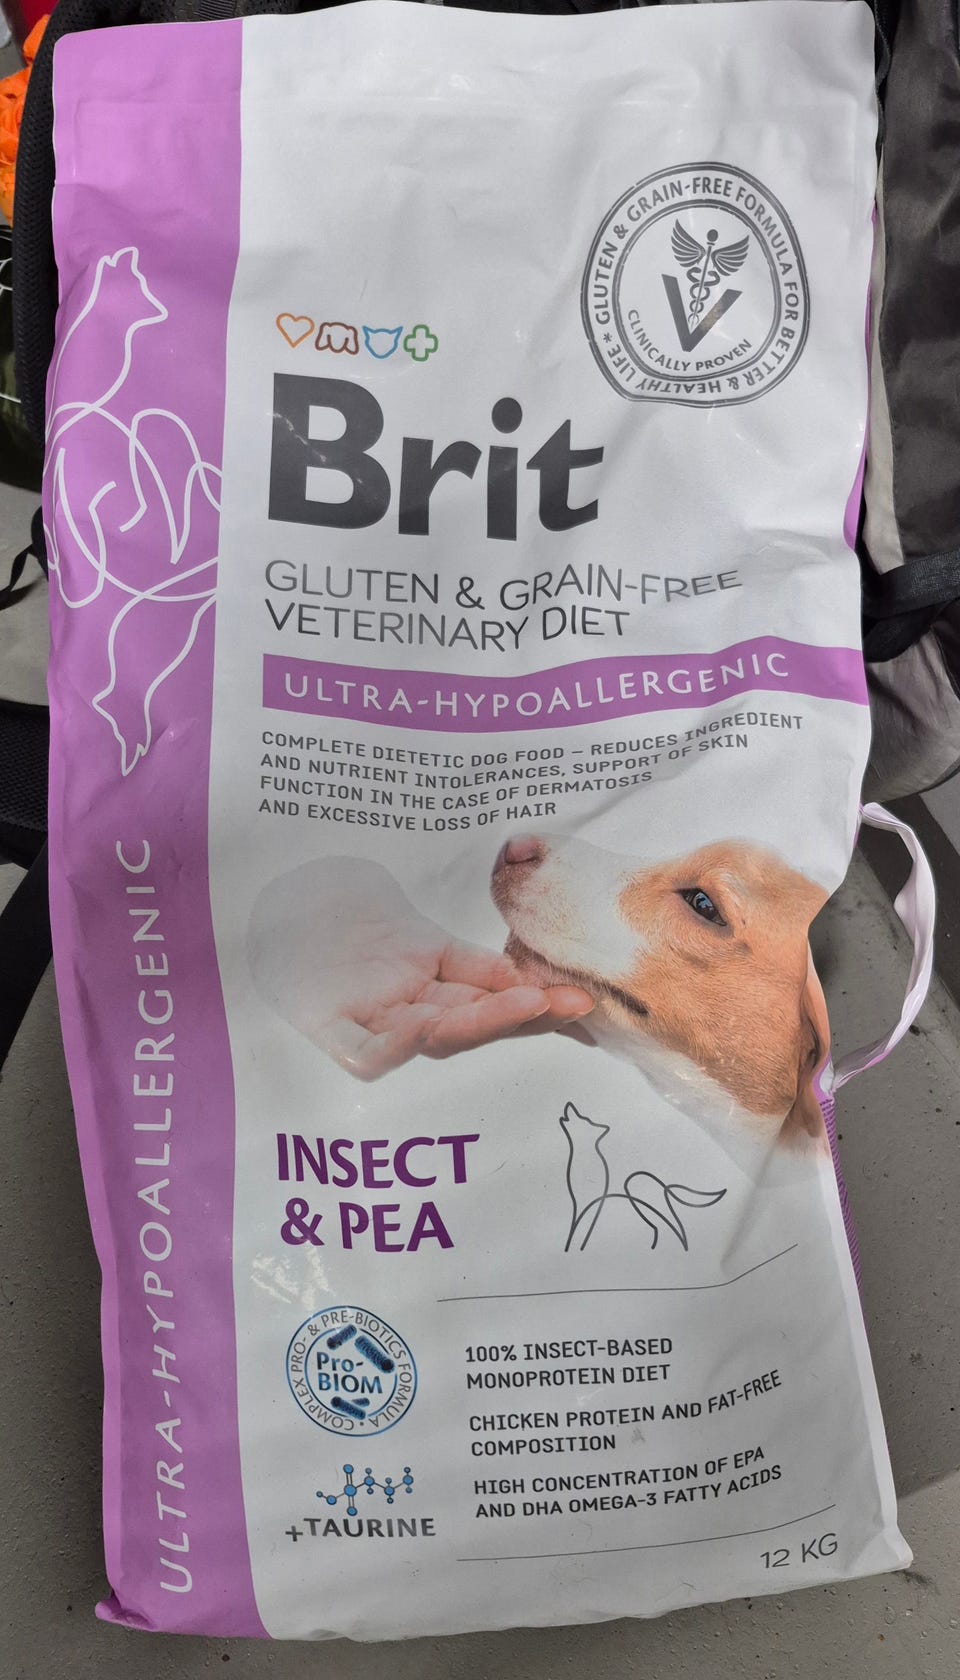 GLUTEN & GRAIN-FREE FORMULA FOR BETTER & HEALTHY LIFE *
V
CLINICALLY PROVEN
Brit
GLUTEN & GRAIN-FREE
VETERINARY DIET
ULTRA-HYPOALLERGENIC
COMPLETE DIETETIC DOG FOOD – REDUCES INGREDIENT
AND NUTRIENT INTOLERANCES, SUPPORT OF SKIN
FUNCTION IN THE CASE OF DERMATOSIS
AND EXCESSIVE LOSS OF HAIR
ULTRA-HYPOALLERGENIC
INSECT
& PEA
COMPLEX PRO- & PRE-BIOTICS FORMULA •
Pro-
BIOM
+TAURINE
100% INSECT-BASED
MONOPROTEIN DIET
CHICKEN PROTEIN AND FAT-FREE
COMPOSITION
HIGH CONCENTRATION OF EPA
AND DHA OMEGA-3 FATTY ACIDS
12 KG